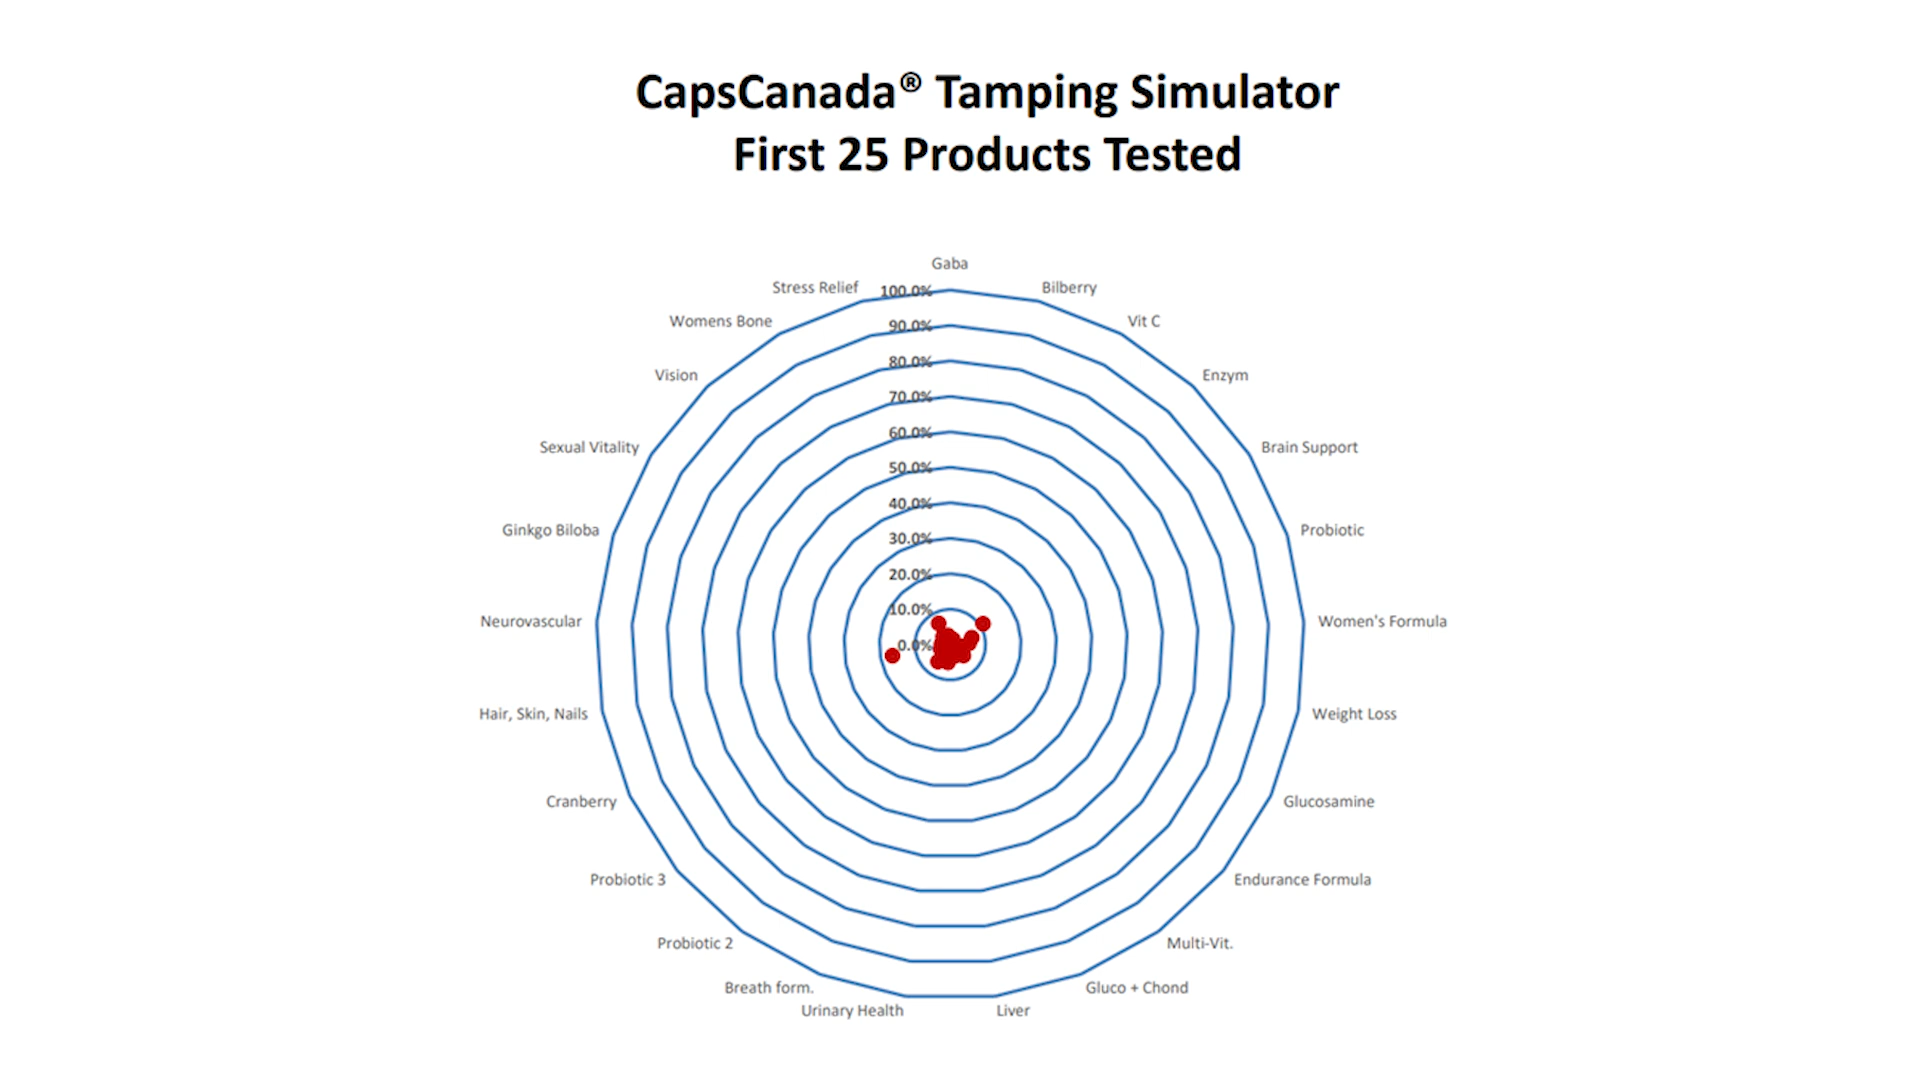 CapsCanada® Tamping Simulator
First 25 Products Tested
Gaba
Stress Relief
100.0%
Bilberry
Womens Bone
90.0%
Vit C
Vision
80.0%
Enzym
70.0%
60.0%
Sexual Vitality
Brain Support
50.0%
40.0%
Ginkgo Biloba
30.0%
Probiotic
20.0%
10.0%
Neurovascular
Women's Formula
0.0%
Hair, Skin, Nails
Weight Loss
Cranberry
Glucosamine
Probiotic 3
Endurance Formula
Probiotic 2
Multi-Vit.
Breath form.
Gluco + Chond
Urinary Health
Liver